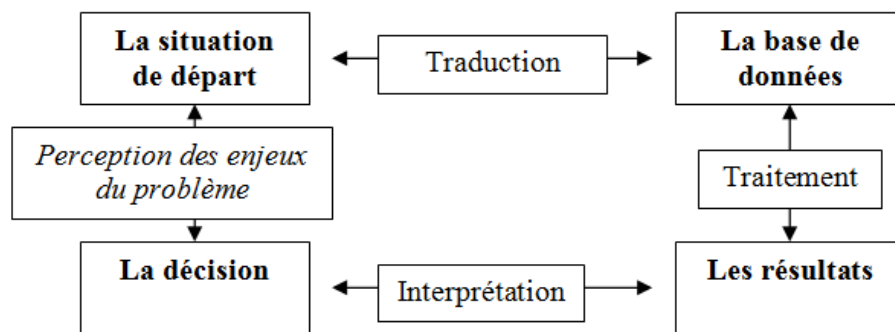 La situation
de départ
Traduction
La base de
données
Perception des enjeux
du problème
Traitement
La décision
Interprétation
Les résultats